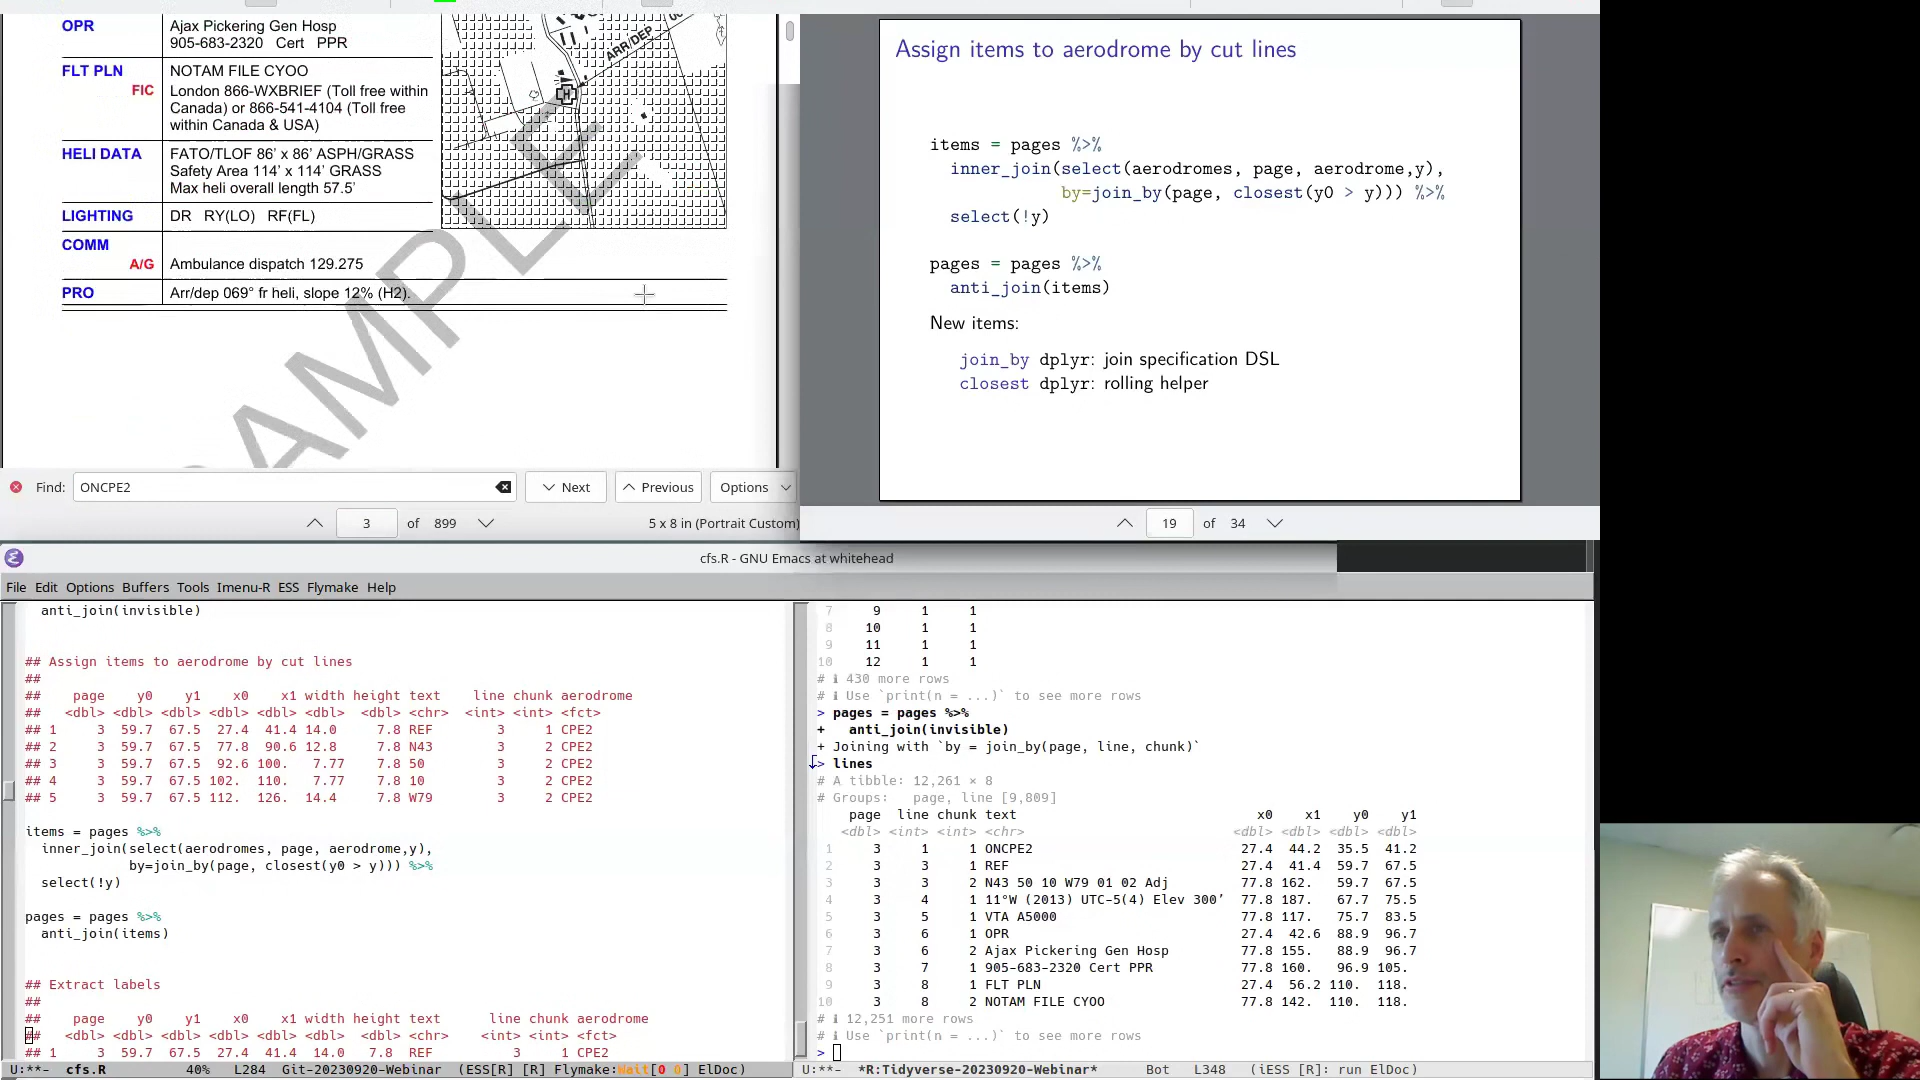 OPR Ajax Pickering Gen Hosp
905-683-2320 Cert PPR
FLT PLN NOTAM FILE CYOO
FIC London 866-WXBRIEF (Toll free within
Canada) or 866-541-4104 (Toll free
within Canada & USA)
HELI DATA FATO/TLOF 86' x 86' ASPH/GRASS
Safety Area 114' x 114' GRASS
Max heli overall length 57.5'
LIGHTING DR RY(LO) RF(FL)
COMM
A/G Ambulance dispatch 129.275
PRO Arr/dep 069° fr heli, slope 12% (H2).
ARR/DEP
H
AMPLE
Find: ONCPE2 Next Previous Options
3 of 899 5 x 8 in (Portrait Custom)
Assign items to aerodrome by cut lines
items = pages %>%
inner_join(select(aerodromes, page, aerodrome,y),
by=join_by(page, closest(y0 > y))) %>%
select(!y)
pages = pages %>%
anti_join(items)
New items:
join_by dplyr: join specification DSL
closest dplyr: rolling helper
19 of 34
cfs.R - GNU Emacs at whitehead
File Edit Options Buffers Tools Imenu-R ESS Flymake Help
anti_join(invisible)
## Assign items to aerodrome by cut lines
##
## page y0 y1 x0 x1 width height text line chunk aerodrome
## <dbl> <dbl> <dbl> <dbl> <dbl> <dbl> <dbl> <chr> <int> <int> <fct>
## 1 3 59.7 67.5 27.4 41.4 14.0 7.8 REF 3 1 CPE2
## 2 3 59.7 67.5 77.8 90.6 12.8 7.8 N43 3 2 CPE2
## 3 3 59.7 67.5 92.6 100. 7.77 7.8 50 3 2 CPE2
## 4 3 59.7 67.5 102. 110. 7.77 7.8 10 3 2 CPE2
## 5 3 59.7 67.5 112. 126. 14.4 7.8 W79 3 2 CPE2
items = pages %>%
inner_join(select(aerodromes, page, aerodrome,y),
by=join_by(page, closest(y0 > y))) %>%
select(!y)
pages = pages %>%
anti_join(items)
## Extract labels
##
## page y0 y1 x0 x1 width height text line chunk aerodrome
## <dbl> <dbl> <dbl> <dbl> <dbl> <dbl> <dbl> <chr> <int> <int> <fct>
## 1 3 59.7 67.5 27.4 41.4 14.0 7.8 REF 3 1 CPE2
U:**- cfs.R 40% L284 Git-20230920-Webinar (ESS[R] [R] Flymake:Wait[0 0] ElDoc)
7 9 1 1
8 10 1 1
9 11 1 1
10 12 1 1
# ℹ 430 more rows
# ℹ Use `print(n = ...)` to see more rows
> pages = pages %>%
+ anti_join(invisible)
+ Joining with `by = join_by(page, line, chunk)`
> lines
# A tibble: 12,261 × 8
# Groups: page, line [9,809]
page line chunk text x0 x1 y0 y1
<dbl> <int> <int> <chr> <dbl> <dbl> <dbl> <dbl>
1 3 1 1 ONCPE2 27.4 44.2 35.5 41.2
2 3 3 1 REF 27.4 41.4 59.7 67.5
3 3 3 2 N43 50 10 W79 01 02 Adj 77.8 162. 59.7 67.5
4 3 4 1 11°W (2013) UTC-5(4) Elev 300’ 77.8 187. 67.7 75.5
5 3 5 1 VTA A5000 77.8 117. 75.7 83.5
6 3 6 1 OPR 27.4 42.6 88.9 96.7
7 3 6 2 Ajax Pickering Gen Hosp 77.8 155. 88.9 96.7
8 3 7 1 905-683-2320 Cert PPR 77.8 160. 96.9 105.
9 3 8 1 FLT PLN 27.4 56.2 110. 118.
10 3 8 2 NOTAM FILE CYOO 77.8 142. 110. 118.
# ℹ 12,251 more rows
# ℹ Use `print(n = ...)` to see more rows
>
U:**- *R:Tidyverse-20230920-Webinar* Bot L348 (iESS [R]: run ElDoc)